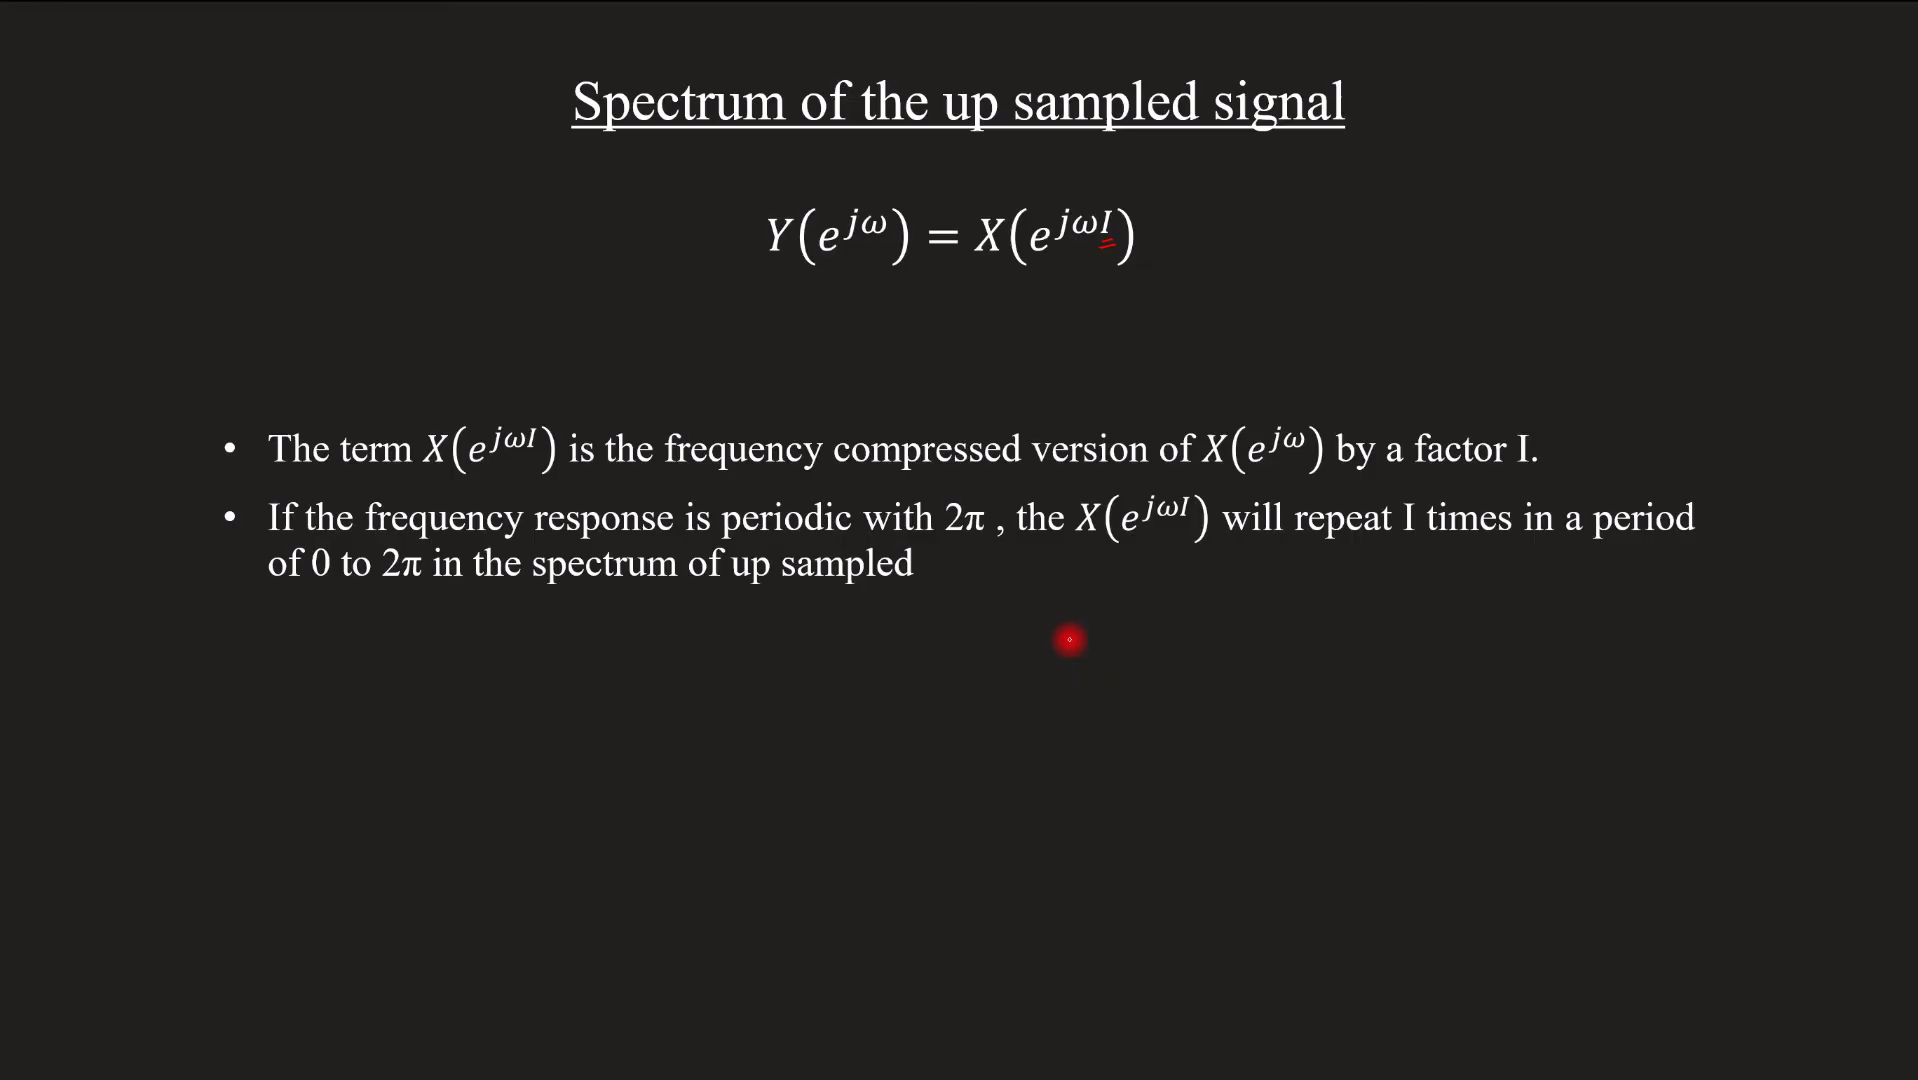 Spectrum of the up sampled signal
Y(e^{jω}) = X(e^{jωI})
• The term X(e^{jωI}) is the frequency compressed version of X(e^{jω}) by a factor I.
• If the frequency response is periodic with 2π , the X(e^{jωI}) will repeat I times in a period
of 0 to 2π in the spectrum of up sampled